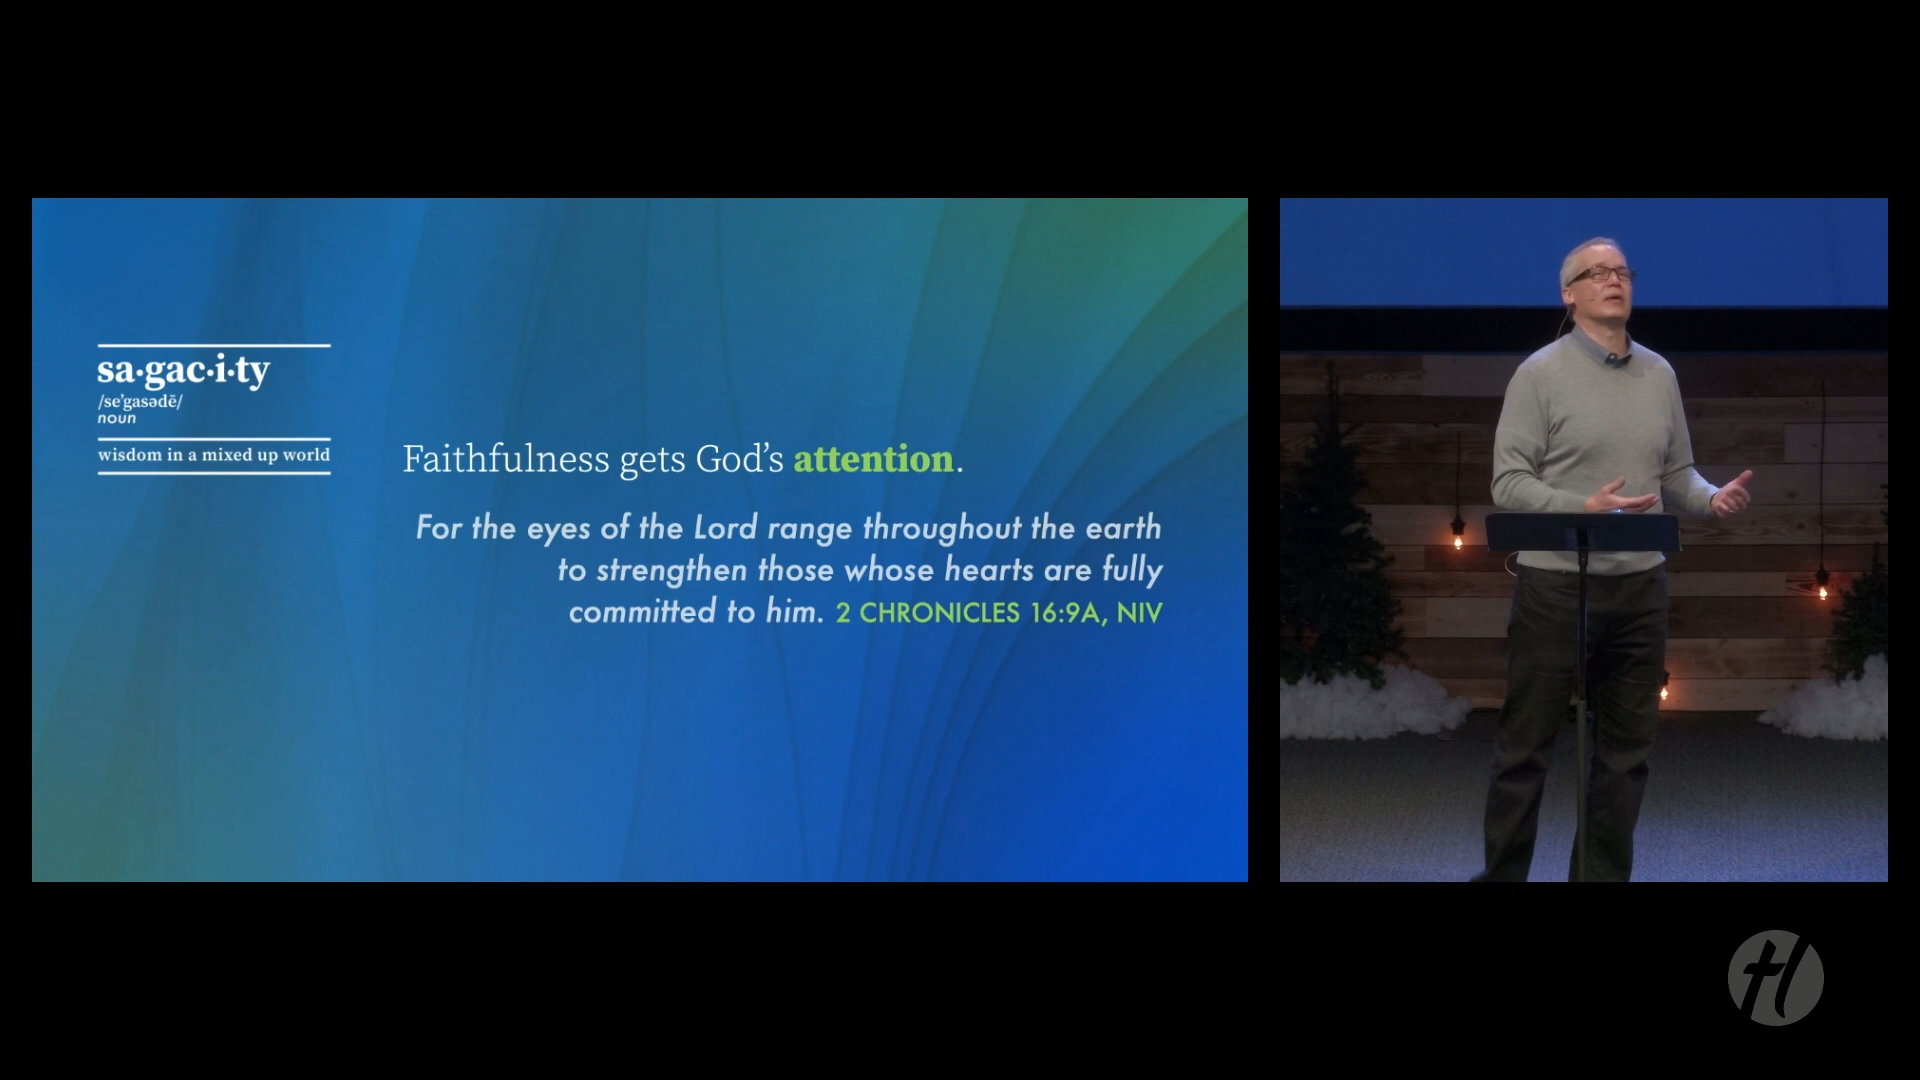 sa·gac·i·ty
/se’gasədē/
noun
wisdom in a mixed up world
Faithfulness gets God’s attention.
For the eyes of the Lord range throughout the earth
to strengthen those whose hearts are fully
committed to him. 2 CHRONICLES 16:9A, NIV